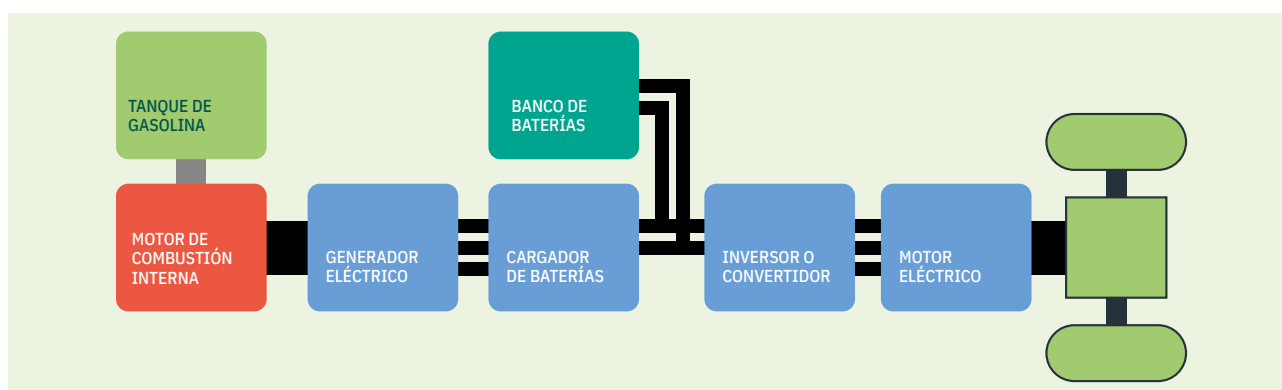 TANQUE DE
GASOLINA
BANCO DE
BATERÍAS
MOTOR DE
COMBUSTIÓN
INTERNA
GENERADOR
ELÉCTRICO
CARGADOR
DE BATERÍAS
INVERSOR O
CONVERTIDOR
MOTOR
ELÉCTRICO